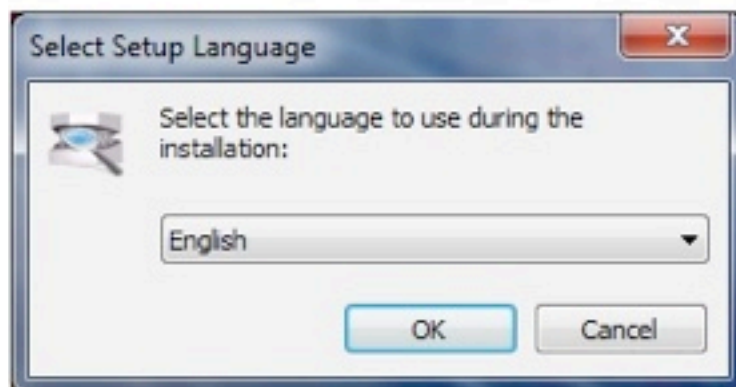 Select Setup Language
Select the language to use during the
installation:
English
OK
Cancel